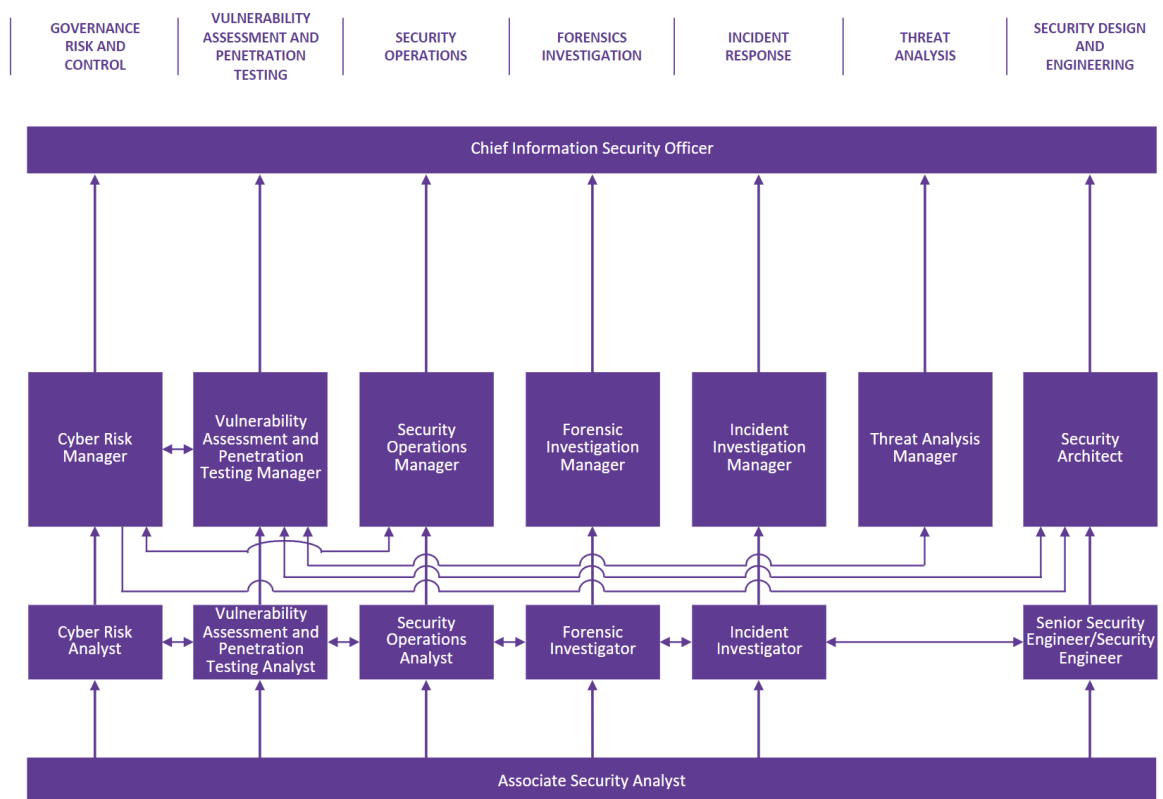 GOVERNANCE
RISK AND
CONTROL
VULNERABILITY
ASSESSMENT AND
PENETRATION
TESTING
SECURITY
OPERATIONS
FORENSICS
INVESTIGATION
INCIDENT
RESPONSE
THREAT
ANALYSIS
SECURITY DESIGN
AND
ENGINEERING
Chief Information Security Officer
Cyber Risk
Manager
Vulnerability
Assessment and
Penetration
Testing Manager
Security
Operations
Manager
Forensic
Investigation
Manager
Incident
Investigation
Manager
Threat Analysis
Manager
Security
Architect
Cyber Risk
Analyst
Vulnerability
Assessment and
Penetration
Testing Analyst
Security
Operations
Analyst
Forensic
Investigator
Incident
Investigator
Senior Security
Engineer/Security
Engineer
Associate Security Analyst